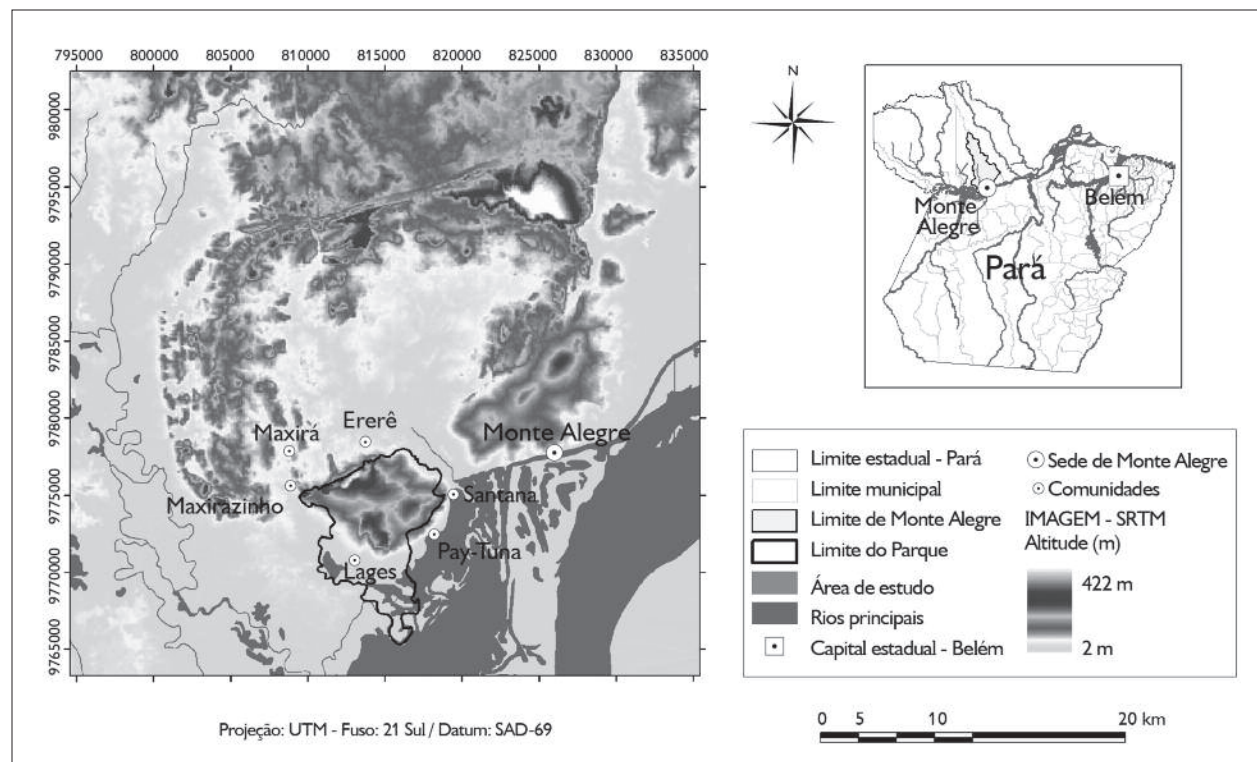 795000 800000 805000 810000 815000 820000 825000 830000 835000
980000
9795000
9790000
9785000
9780000
9775000
9770000
9765000
Maxirá
Ererê
Monte Alegre
Maxirazinho
Santana
Pay-Tuna
Lages
Projeção: UTM - Fuso: 21 Sul / Datum: SAD-69
N
Monte
Alegre
Belém
Pará
Limite estadual - Pará
Limite municipal
Limite de Monte Alegre
Limite do Parque
Área de estudo
Rios principais
Capital estadual - Belém
Sede de Monte Alegre
Comunidades
IMAGEM - SRTM
Altitude (m)
422 m
2 m
0 5 10 20 km